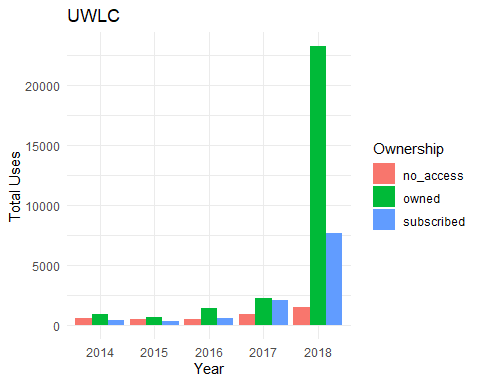 UWLC
Total Uses
20000
15000
10000
5000
0
2014 2015 2016 2017 2018
Year
Ownership
no_access
owned
subscribed